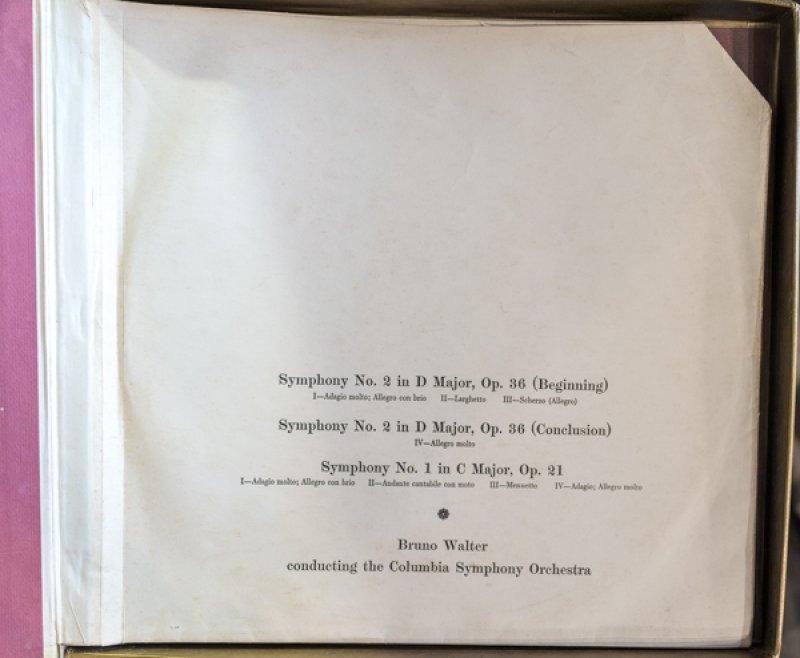 Symphony No. 2 in D Major, Op. 36 (Beginning)
I—Adagio molto; Allegro con brio II—Larghetto III—Scherzo (Allegro)
Symphony No. 2 in D Major, Op. 36 (Conclusion)
IV—Allegro molto
Symphony No. 1 in C Major, Op. 21
I—Adagio molto; Allegro con brio II—Andante cantabile con moto III—Menuetto IV—Adagio; Allegro molto
Bruno Walter
conducting the Columbia Symphony Orchestra